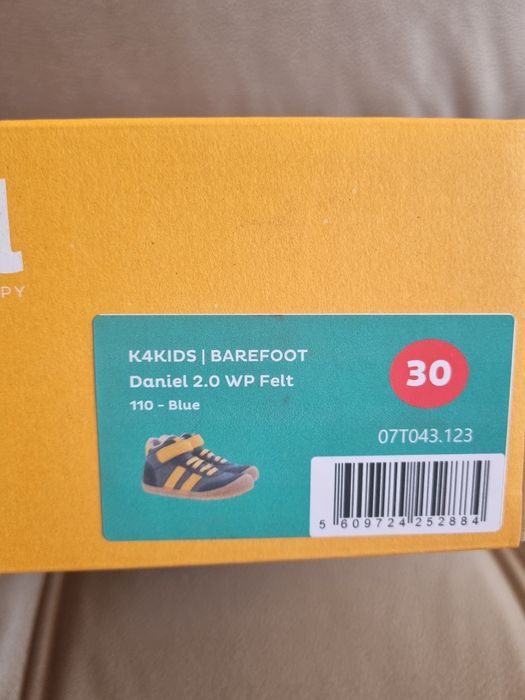 PY
K4KIDS | BAREFOOT
Daniel 2.0 WP Felt
110 - Blue
30
07T043.123
5 609724 252884